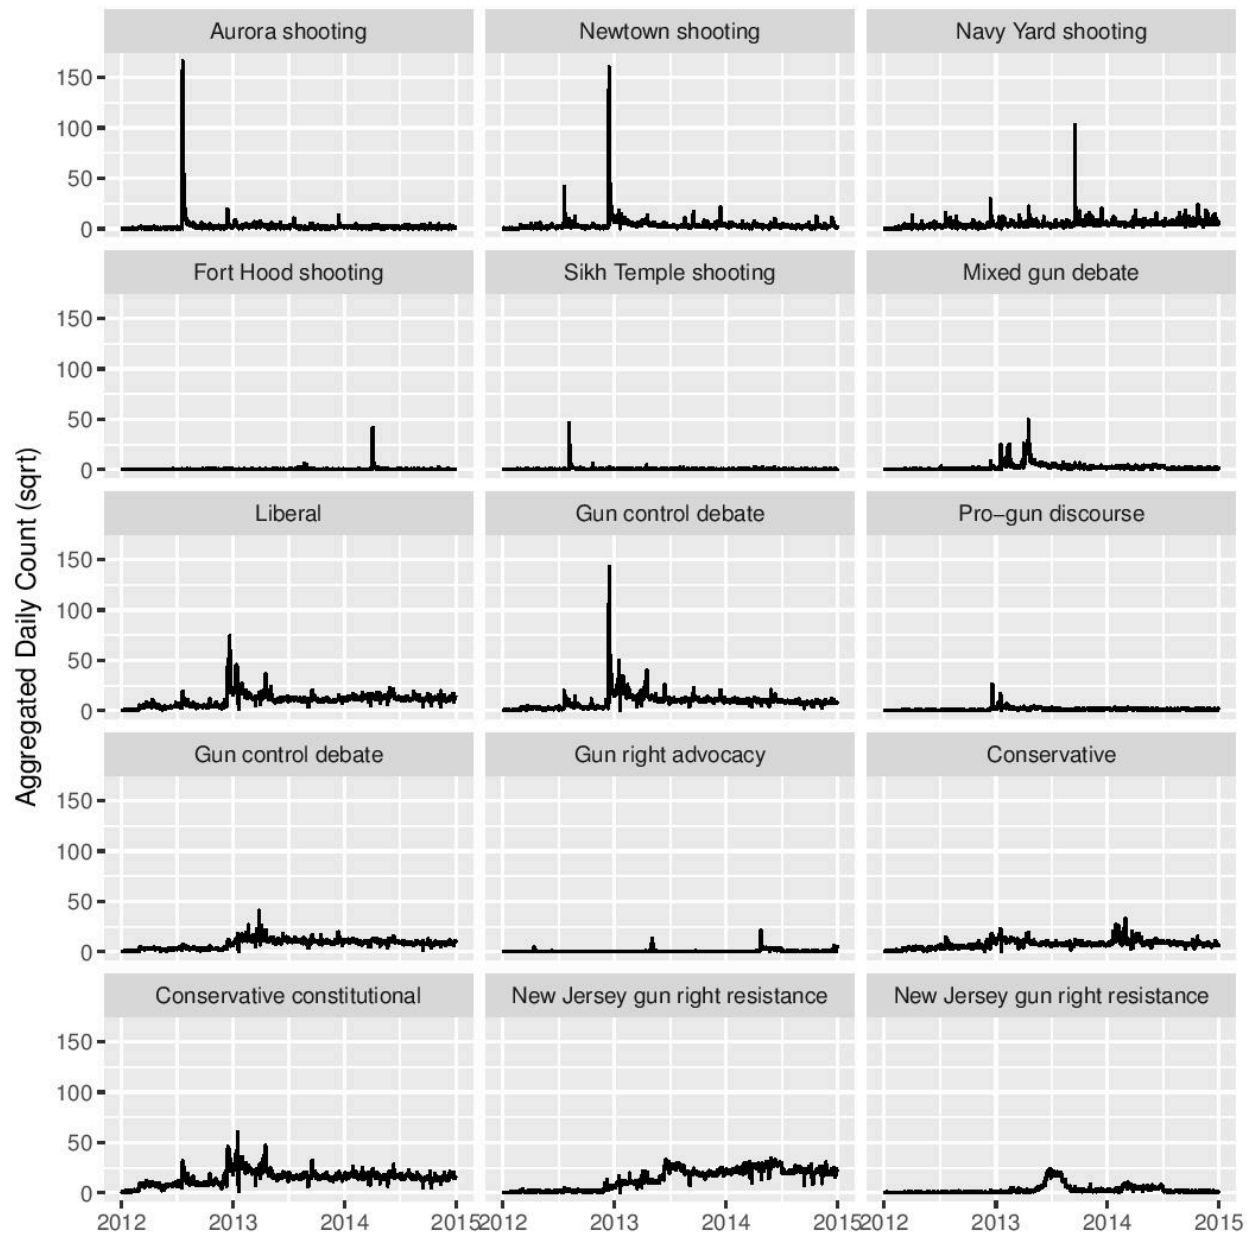 Aurora shooting Newtown shooting Navy Yard shooting
150
100
50
0
Fort Hood shooting Sikh Temple shooting Mixed gun debate
150
100
50
0
Aggregated Daily Count (sqrt)
Liberal Gun control debate Pro−gun discourse
150
100
50
0
Gun control debate Gun right advocacy Conservative
150
100
50
0
Conservative constitutional New Jersey gun right resistance New Jersey gun right resistance
150
100
50
0
2012 2013 2014 2015 2012 2013 2014 2015 2012 2013 2014 2015